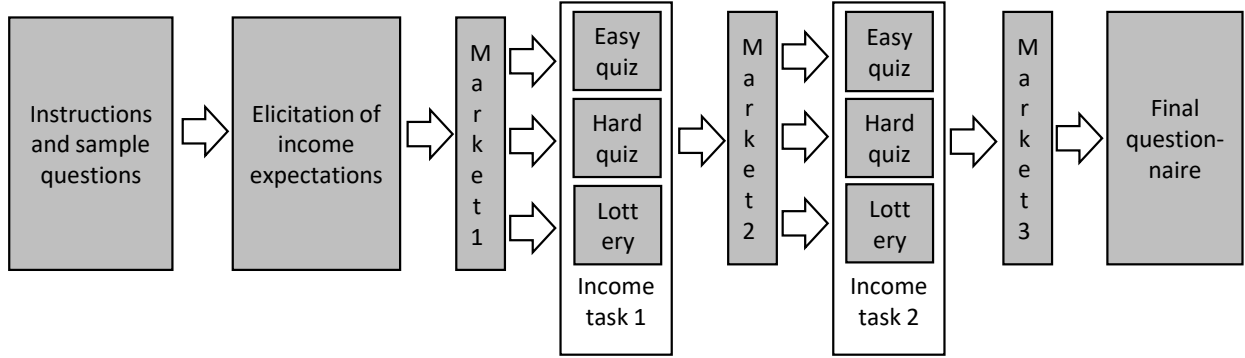 Instructions
and sample
questions
Elicitation of
income
expectations
M
a
r
k
e
t
1
Easy
quiz
Hard
quiz
Lott
ery
Income
task 1
M
a
r
k
e
t
2
Easy
quiz
Hard
quiz
Lott
ery
Income
task 2
M
a
r
k
e
t
3
Final
question-
naire